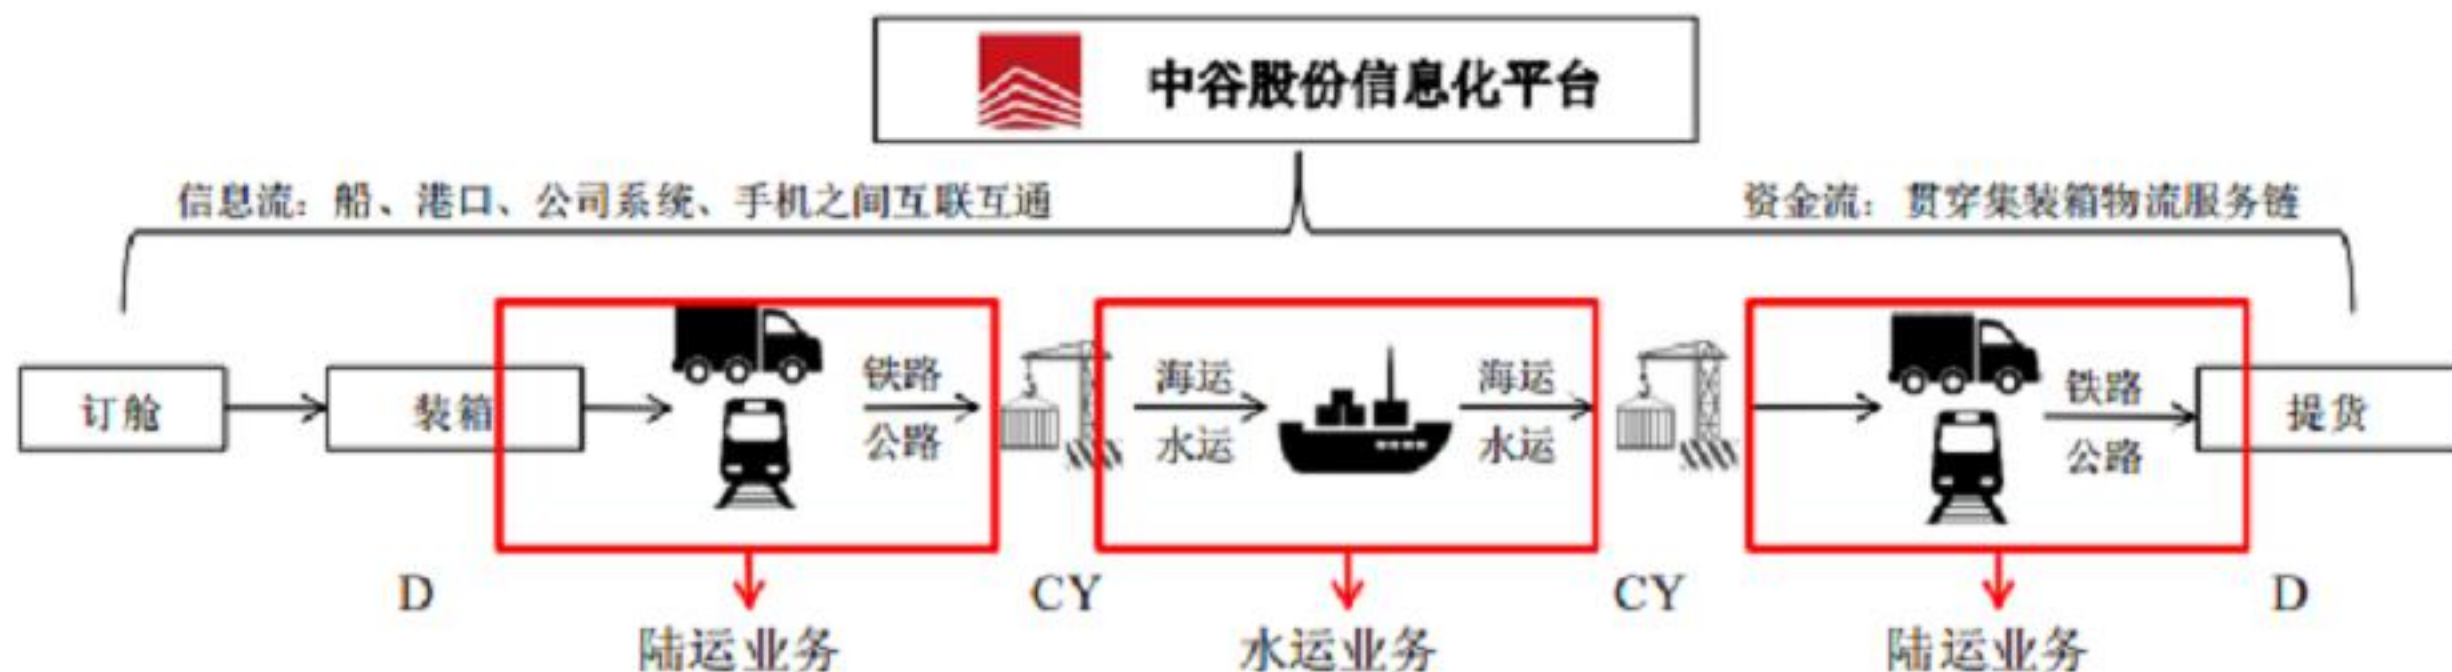 中谷股份信息化平台
信息流：船、港口、公司系统、手机之间互联互通
资金流：贯穿集装箱物流服务链
订舱
装箱
铁路
公路
海运
水运
海运
水运
铁路
公路
提货
D
CY
CY
D
陆运业务
水运业务
陆运业务